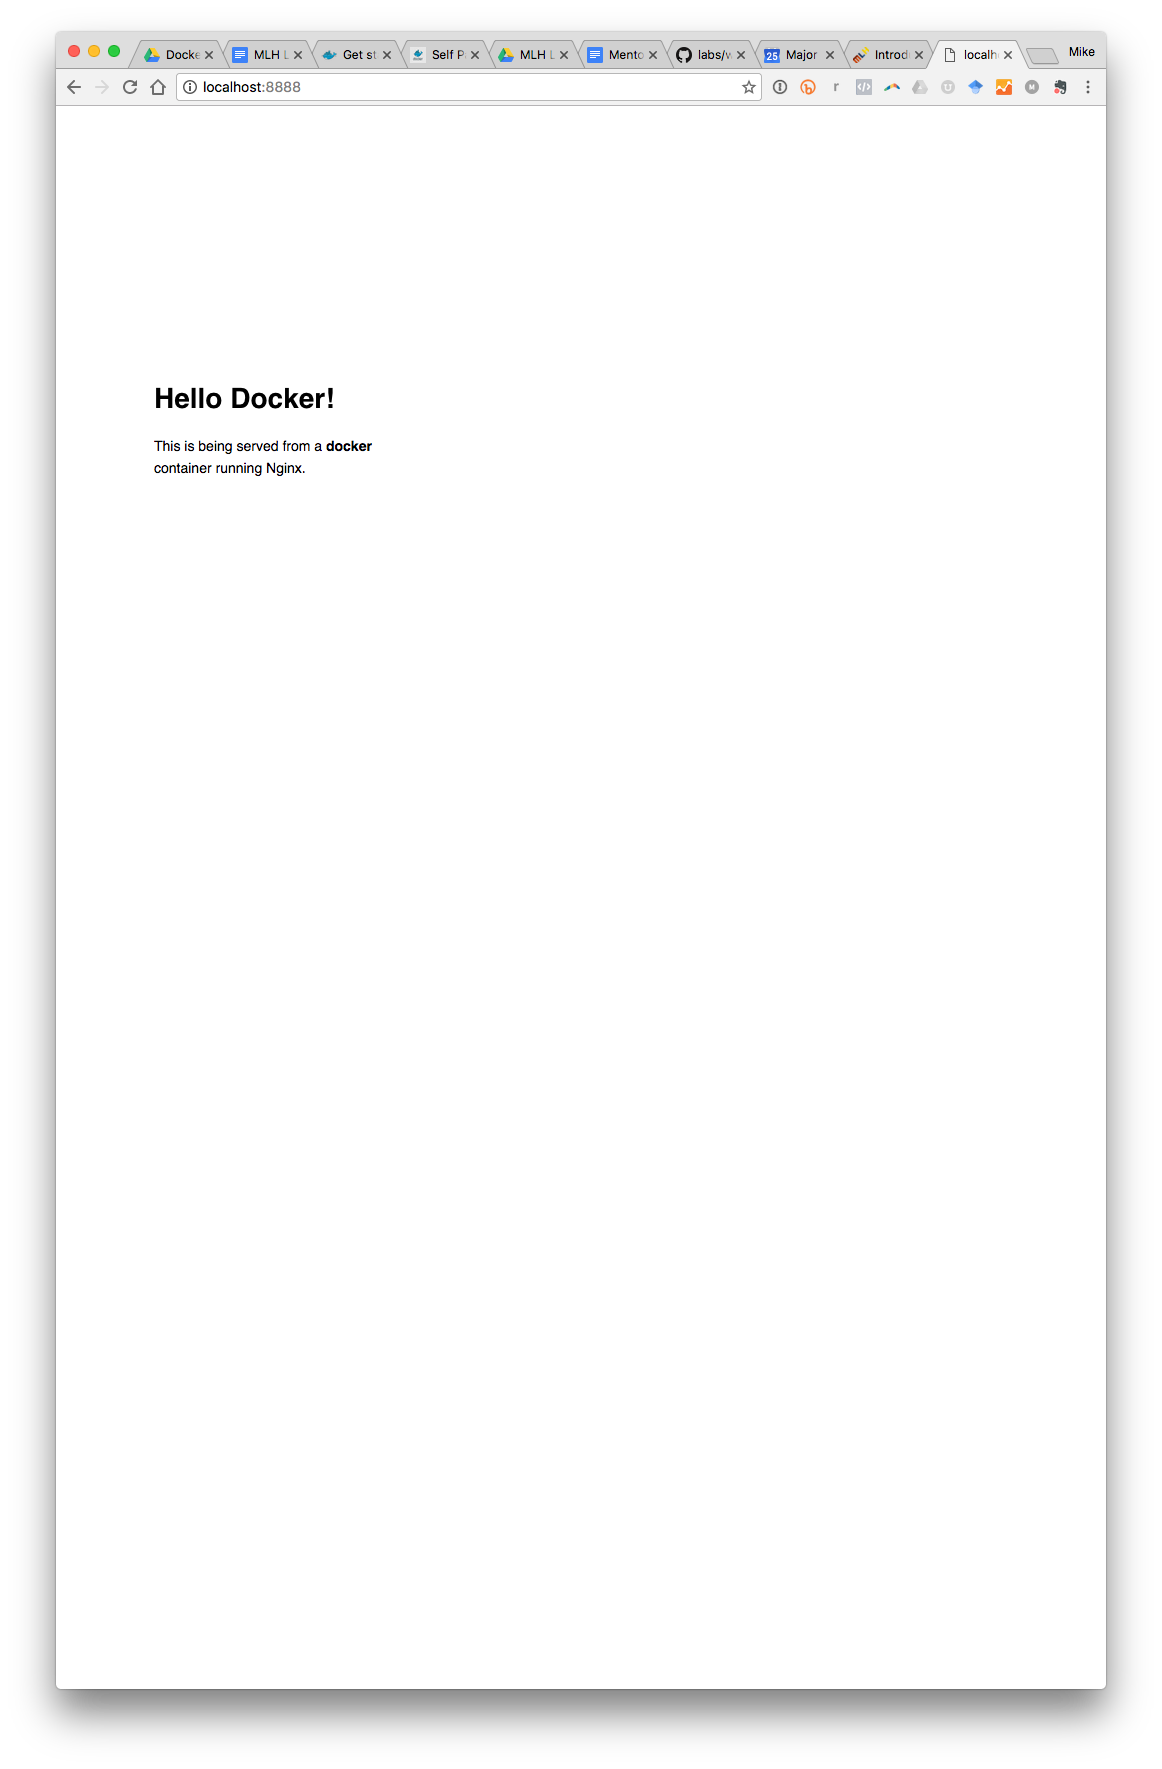 Docke
MLH L
Get st
Self P
MLH L
Mento
labs/w
25
Major
Introd
localh
Mike
localhost:8888
Hello Docker!
This is being served from a docker
container running Nginx.